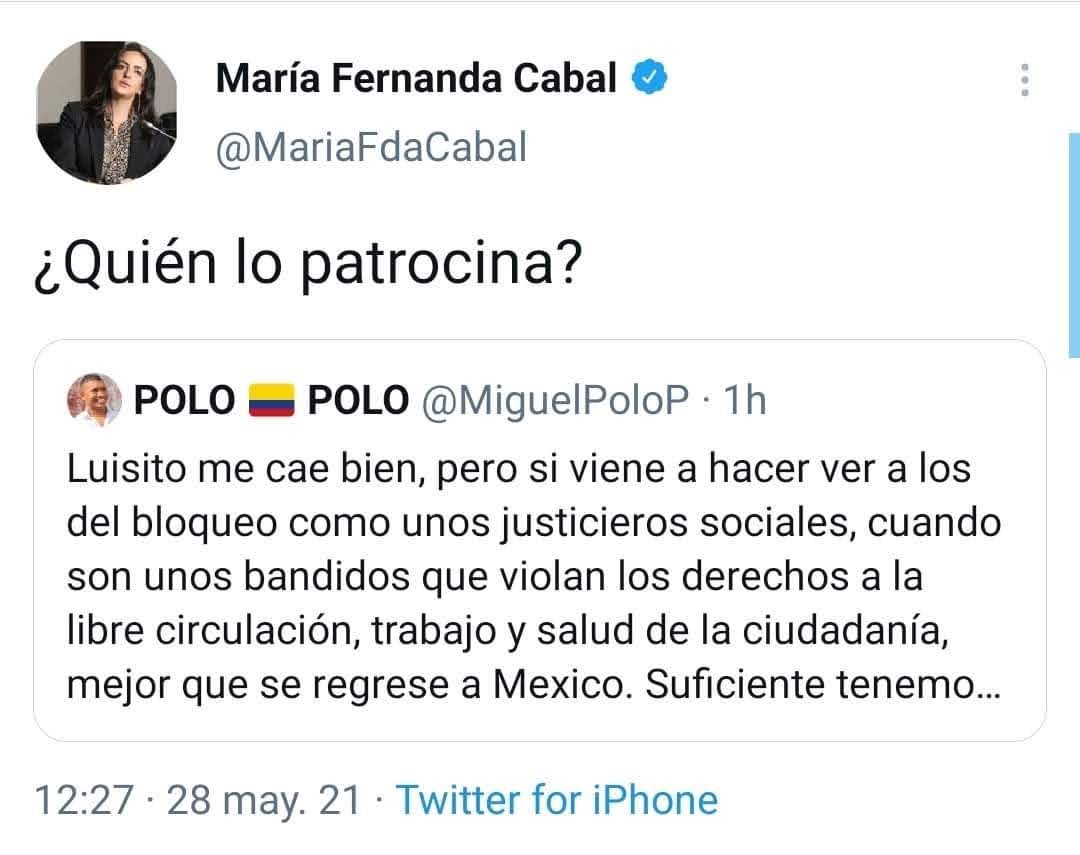 María Fernanda Cabal
@MariaFdaCabal
¿Quién lo patrocina?
POLO 🇨🇴 POLO @MiguelPoloP · 1h
Luisito me cae bien, pero si viene a hacer ver a los
del bloqueo como unos justicieros sociales, cuando
son unos bandidos que violan los derechos a la
libre circulación, trabajo y salud de la ciudadanía,
mejor que se regrese a Mexico. Suficiente tenemo...
12:27 · 28 may. 21 · Twitter for iPhone